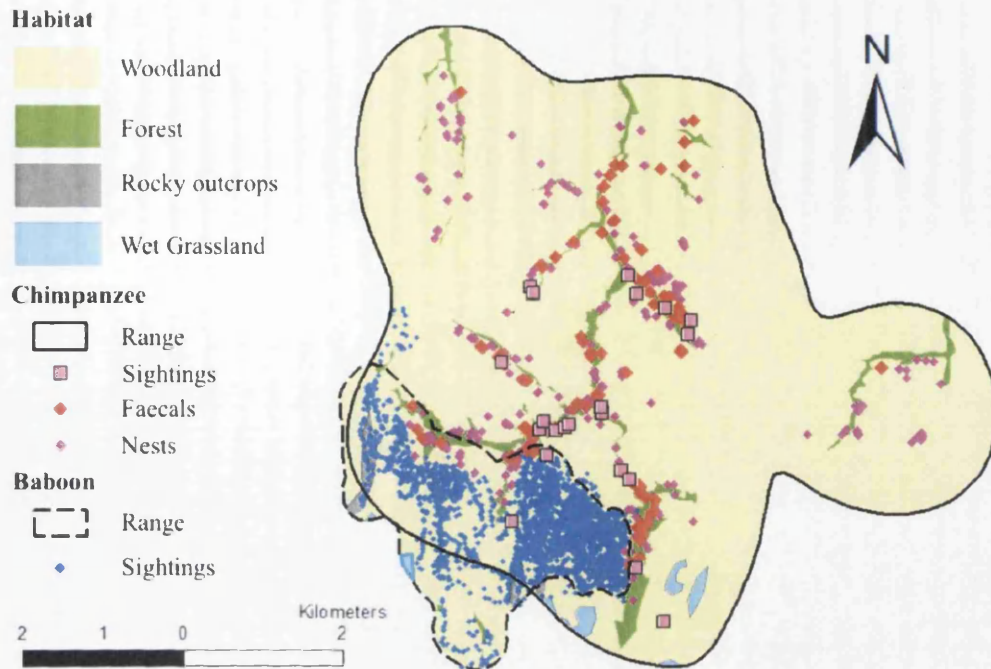 Habitat
Woodland
Forest
Rocky outcrops
Wet Grassland
Chimpanzee
Range
Sightings
Faecals
Nests
Baboon
Range
Sightings
N
Kilometers
2 1 0 2